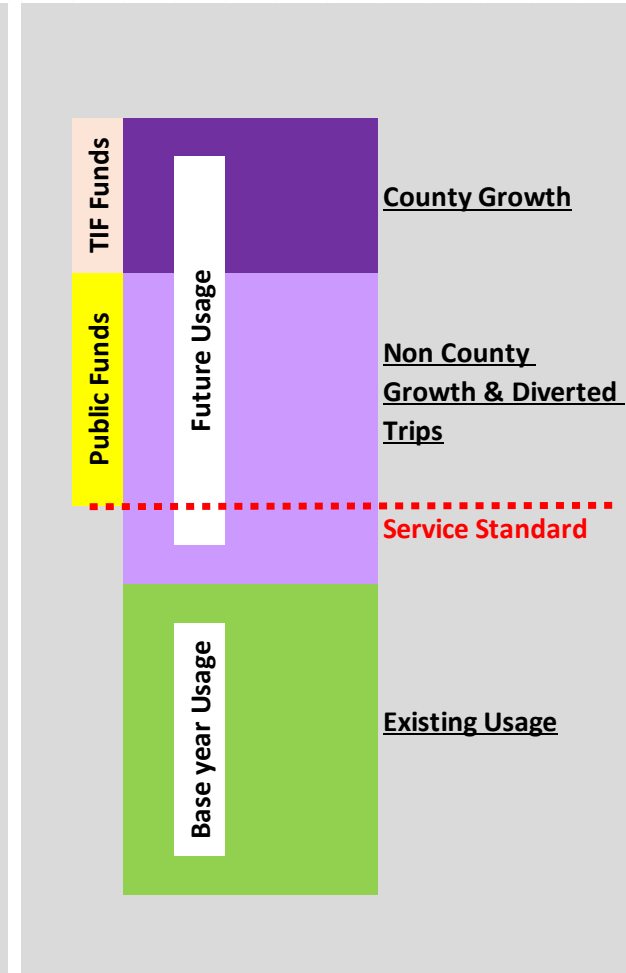 TIF Funds
County Growth
Future Usage
Public Funds
Non County
Growth & Diverted
Trips
Service Standard
Base year Usage
Existing Usage